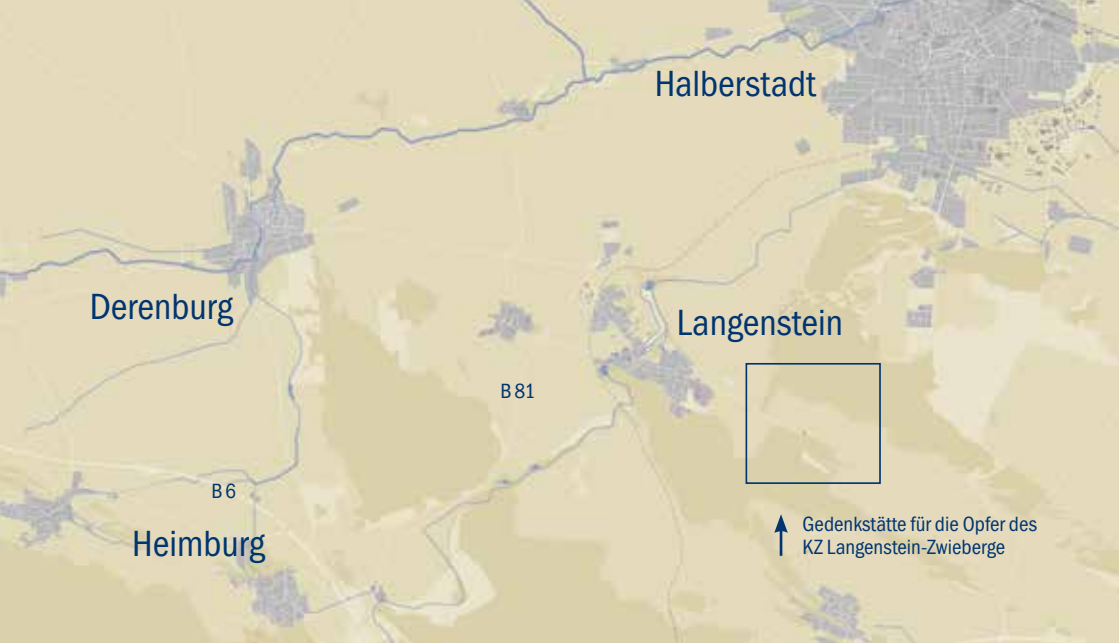 Halberstadt
Derenburg
Langenstein
B 81
B 6
Heimburg
Gedenkstätte für die Opfer des
KZ Langenstein-Zwieberge